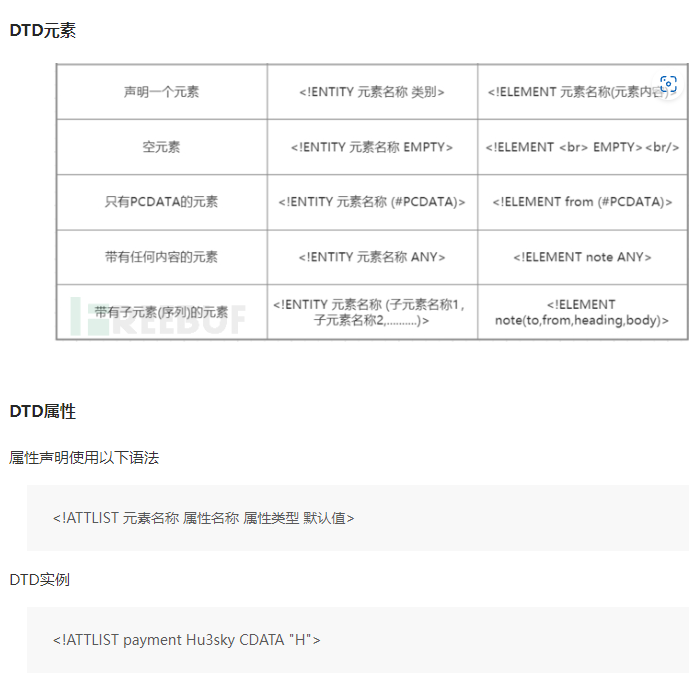 DTD元素
声明一个元素 <!ENTITY 元素名称 类别> <!ELEMENT 元素名称(元素内容)>
空元素 <!ENTITY 元素名称 EMPTY> <!ELEMENT <br> EMPTY><br/>
只有PCDATA的元素 <!ENTITY 元素名称 (#PCDATA)> <!ELEMENT from (#PCDATA)>
带有任何内容的元素 <!ENTITY 元素名称 ANY> <!ELEMENT note ANY>
带有子元素(序列)的元素 <!ENTITY 元素名称 (子元素名称1,
子元素名称2,..........)> <!ELEMENT
note(to,from,heading,body)>
FREEBUF
DTD属性
属性声明使用以下语法
<!ATTLIST 元素名称 属性名称 属性类型 默认值>
DTD实例
<!ATTLIST payment Hu3sky CDATA "H">